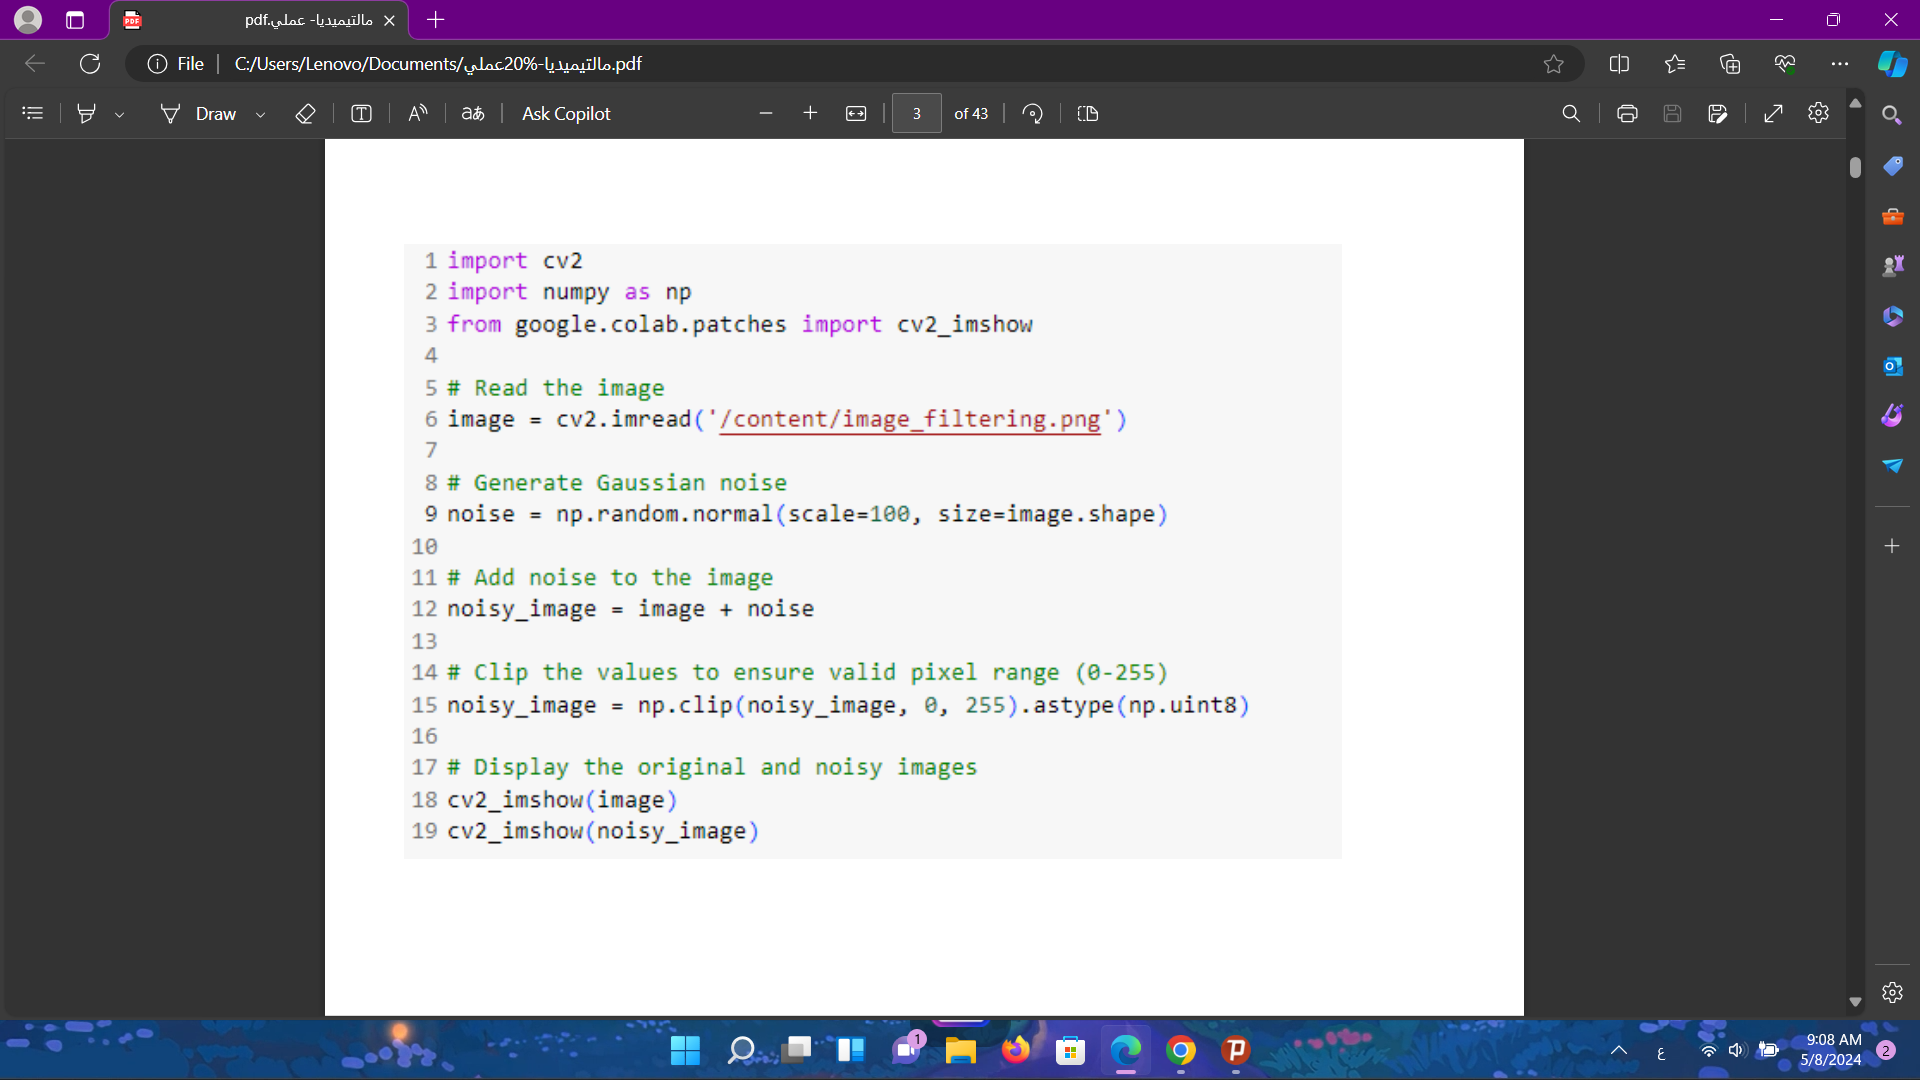 مالتيميديا- عملي.pdf
File
C:/Users/Lenovo/Documents/مالتيميديا-%20عملي.pdf
Draw
aあ
Ask Copilot
3 of 43
1 import cv2
2 import numpy as np
3 from google.colab.patches import cv2_imshow
4
5 # Read the image
6 image = cv2.imread('/content/image_filtering.png')
7
8 # Generate Gaussian noise
9 noise = np.random.normal(scale=100, size=image.shape)
10
11 # Add noise to the image
12 noisy_image = image + noise
13
14 # Clip the values to ensure valid pixel range (0-255)
15 noisy_image = np.clip(noisy_image, 0, 255).astype(np.uint8)
16
17 # Display the original and noisy images
18 cv2_imshow(image)
19 cv2_imshow(noisy_image)
1
ع
9:08 AM
5/8/2024
2